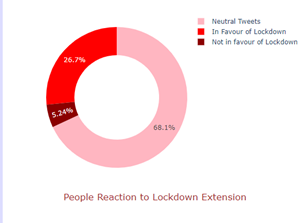 Neutral Tweets
In Favour of Lockdown
Not in favour of Lockdown
26.7%
5.24%
68.1%
People Reaction to Lockdown Extension